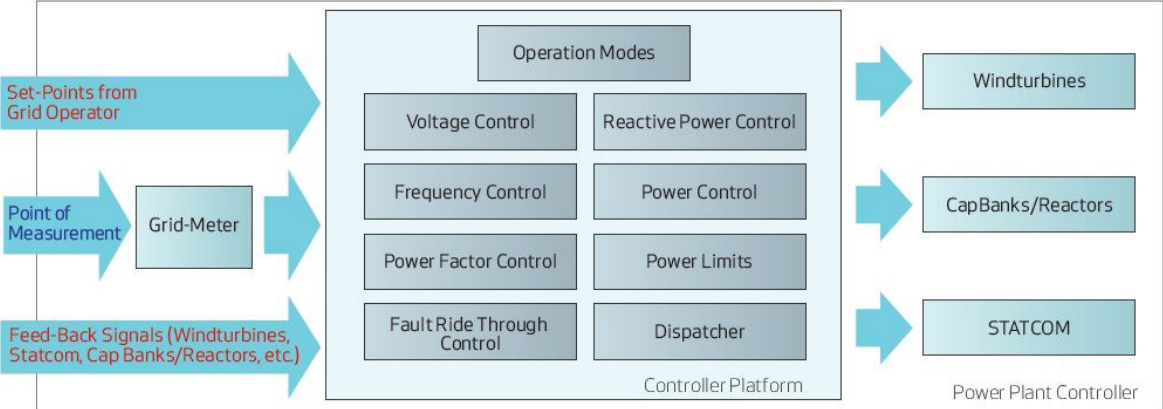 Set-Points from
Grid Operator
Point of
Measurement
Grid-Meter
Feed-Back Signals (Windturbines,
Statcom, Cap Banks/Reactors, etc.)
Operation Modes
Voltage Control
Reactive Power Control
Frequency Control
Power Control
Power Factor Control
Power Limits
Fault Ride Through
Control
Dispatcher
Controller Platform
Windturbines
CapBanks/Reactors
STATCOM
Power Plant Controller